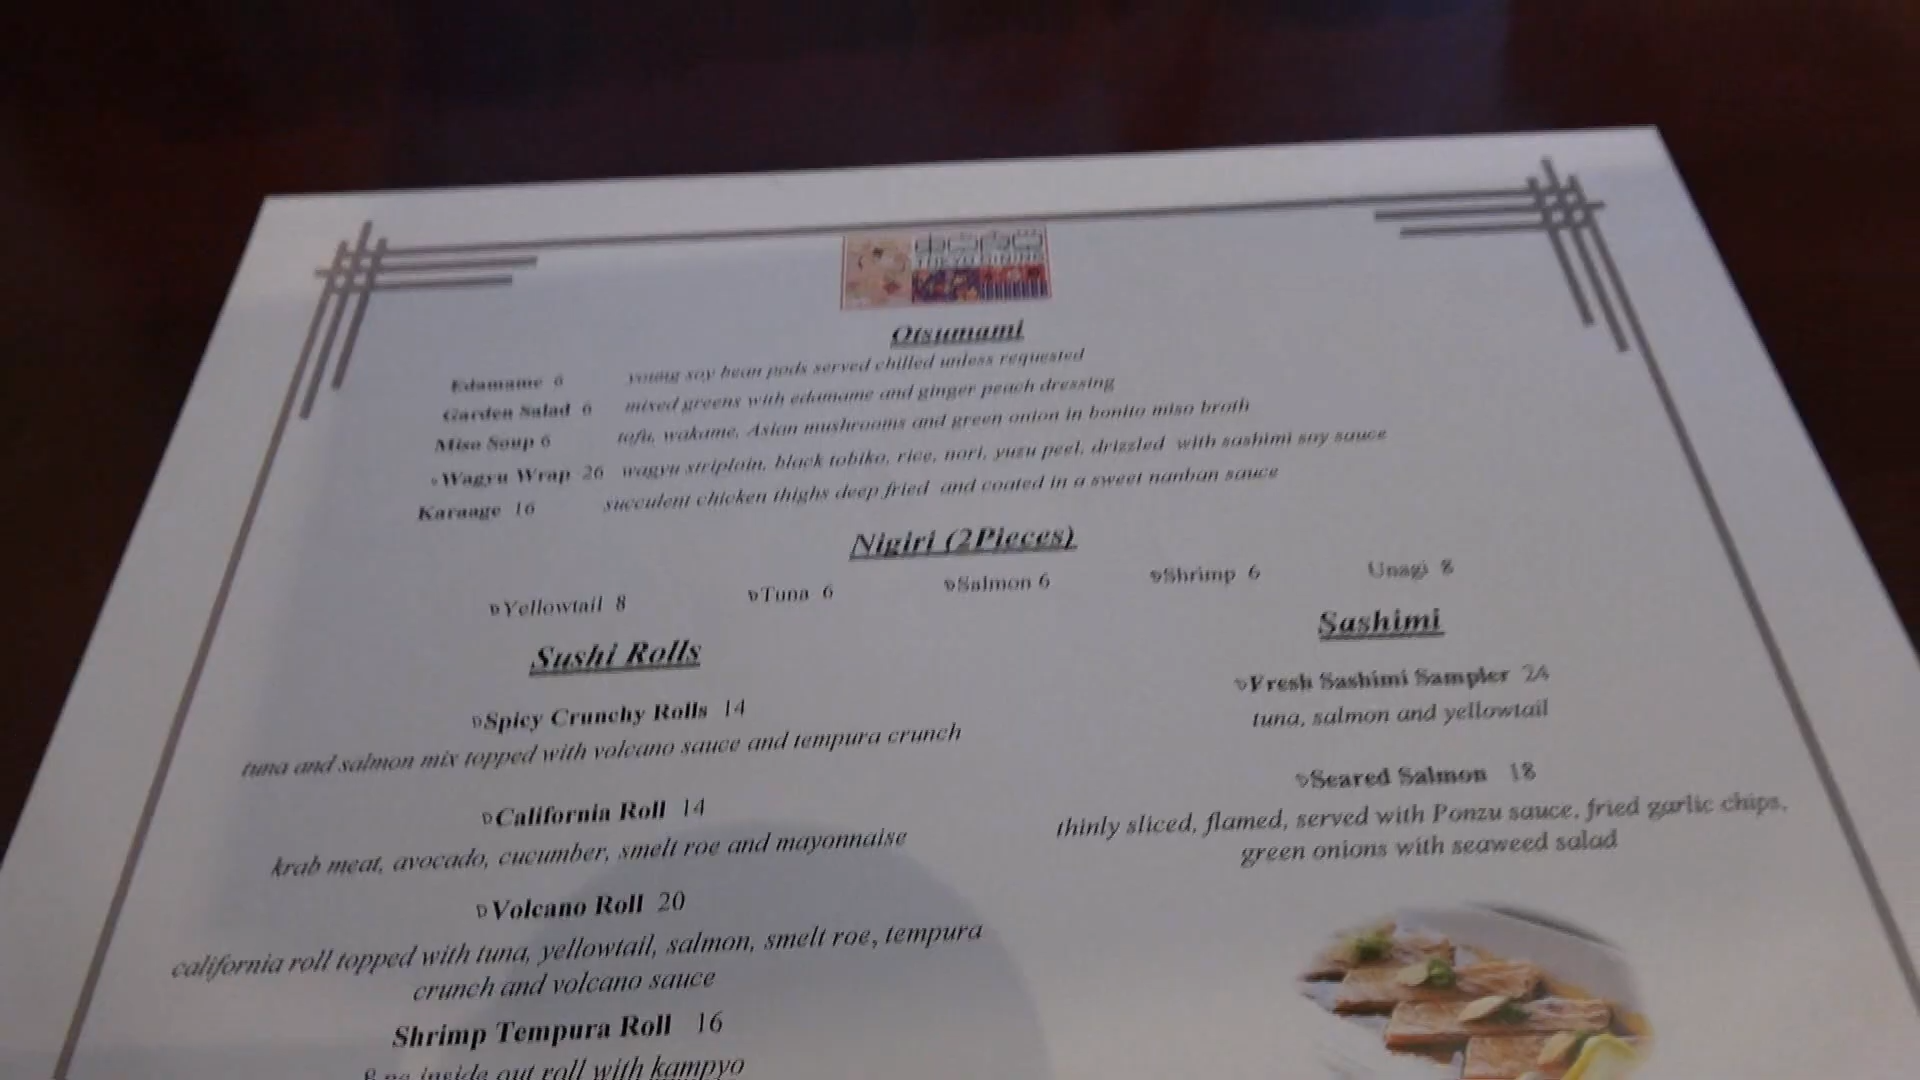 TOKYO DINING
Otsumami
Edamame 6 young soy bean pods served chilled unless requested
Garden Salad 6 mixed greens with edamame and ginger peach dressing
Miso Soup 6 tofu, wakame, Asian mushrooms and green onion in bonito miso broth
Wagyu Wrap 26 wagyu striploin, black tobiko, rice, nori, yuzu peel, drizzled with sashimi soy sauce
Karaage 16 succulent chicken thighs deep fried and coated in a sweet nanban sauce
Nigiri (2Pieces)
Yellowtail 8 Tuna 6 Salmon 6 Shrimp 6 Unagi 8
Sushi Rolls
Spicy Crunchy Rolls 14
tuna and salmon mix topped with volcano sauce and tempura crunch
California Roll 14
krab meat, avocado, cucumber, smelt roe and mayonnaise
Volcano Roll 20
california roll topped with tuna, yellowtail, salmon, smelt roe, tempura
crunch and volcano sauce
Shrimp Tempura Roll 16
8 pc inside out roll with kampyo
Sashimi
Fresh Sashimi Sampler 24
tuna, salmon and yellowtail
Seared Salmon 18
thinly sliced, flamed, served with Ponzu sauce, fried garlic chips,
green onions with seaweed salad